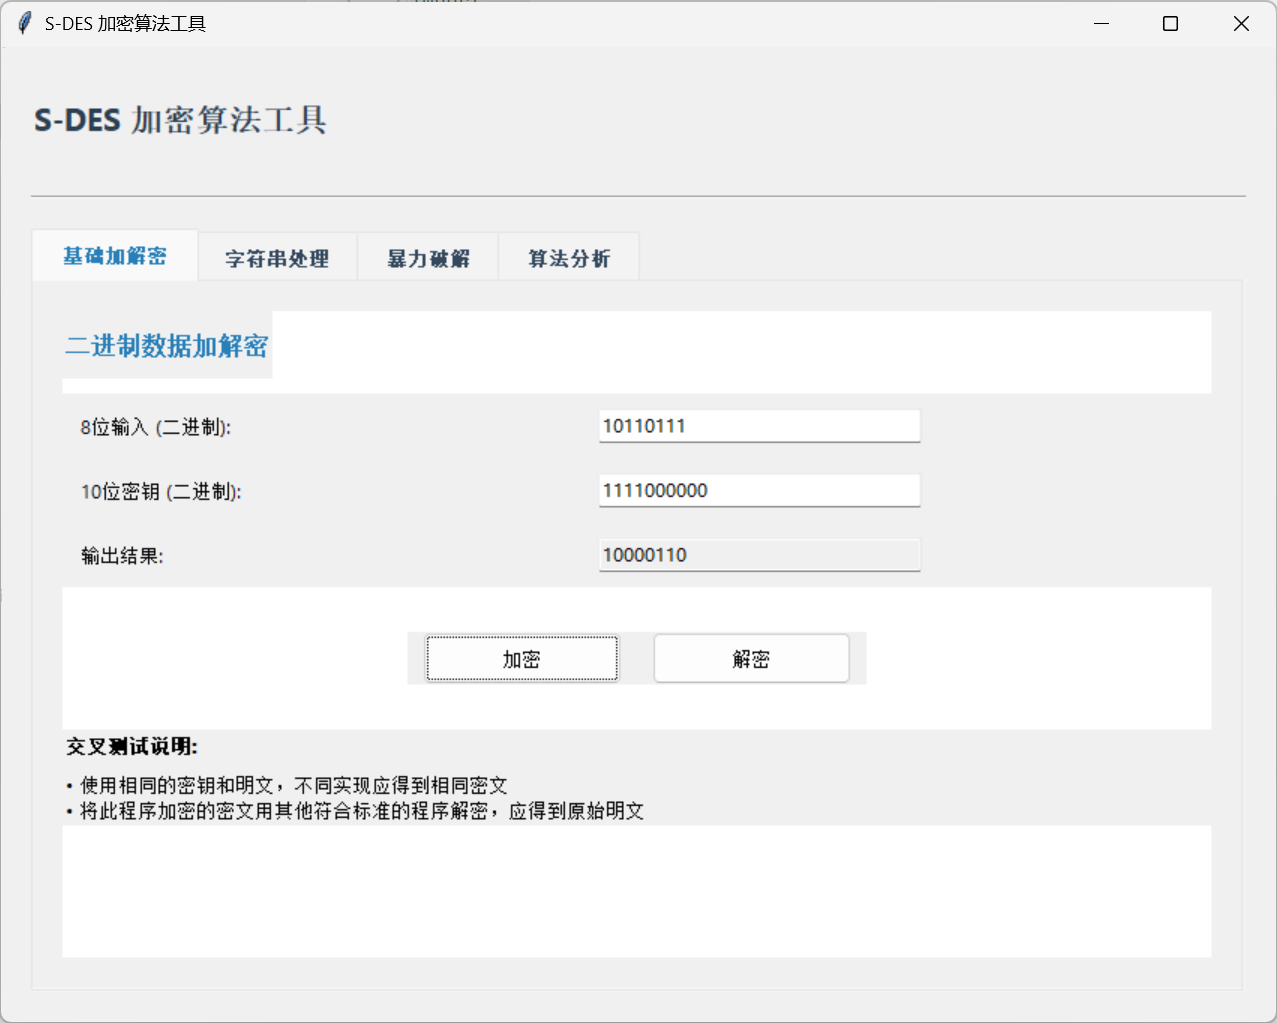 S-DES 加密算法工具
S-DES 加密算法工具
基础加解密 字符串处理 暴力破解 算法分析
二进制数据加解密
8位输入 (二进制): 10110111
10位密钥 (二进制): 1111000000
输出结果: 10000110
加密 解密
交叉测试说明:
• 使用相同的密钥和明文，不同实现应得到相同密文
• 将此程序加密的密文用其他符合标准的程序解密，应得到原始明文